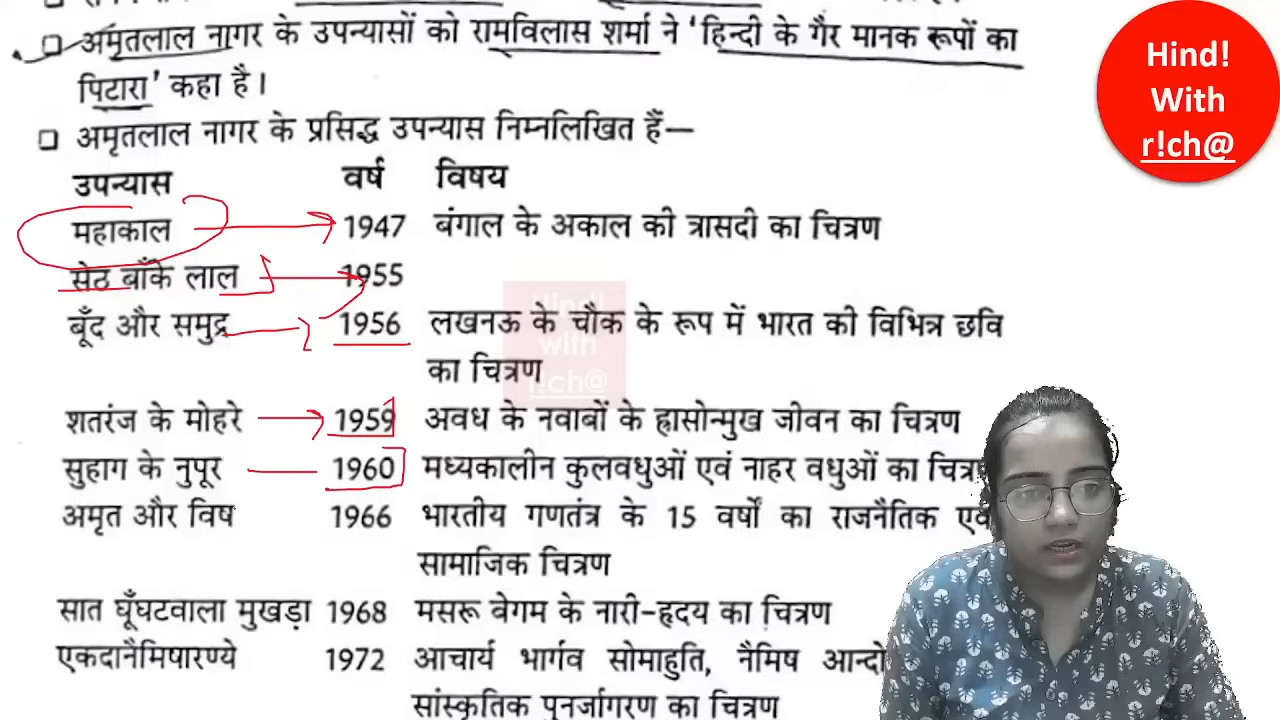 अमृतलाल नागर के उपन्यासों को रामविलास शर्मा ने 'हिन्दी के गैर मानक रूपों का
पिटारा' कहा है।
अमृतलाल नागर के प्रसिद्ध उपन्यास निम्नलिखित हैं—
उपन्यास वर्ष विषय
महाकाल 1947 बंगाल के अकाल की त्रासदी का चित्रण
सेठ बाँके लाल 1955
बूँद और समुद्र 1956 लखनऊ के चौक के रूप में भारत की विभिन्न छवि
का चित्रण
शतरंज के मोहरे 1959 अवध के नवाबों के ह्रासोन्मुख जीवन का चित्रण
सुहाग के नुपूर 1960 मध्यकालीन कुलवधुओं एवं नाहर वधुओं का
अमृत और विष 1966 भारतीय गणतंत्र के 15 वर्षों का राजनैतिक
सामाजिक चित्रण
सात घूँघटवाला मुखड़ा 1968 मसरू बेगम के नारी-हृदय का चित्रण
एकदानैमिषारण्ये 1972 आचार्य भार्गव सोमाहुति, नैमिष
सांस्कृतिक पुनर्जागरण का चित्रण
Hind!
With
r!ch@
Hind!
with
r!ch@